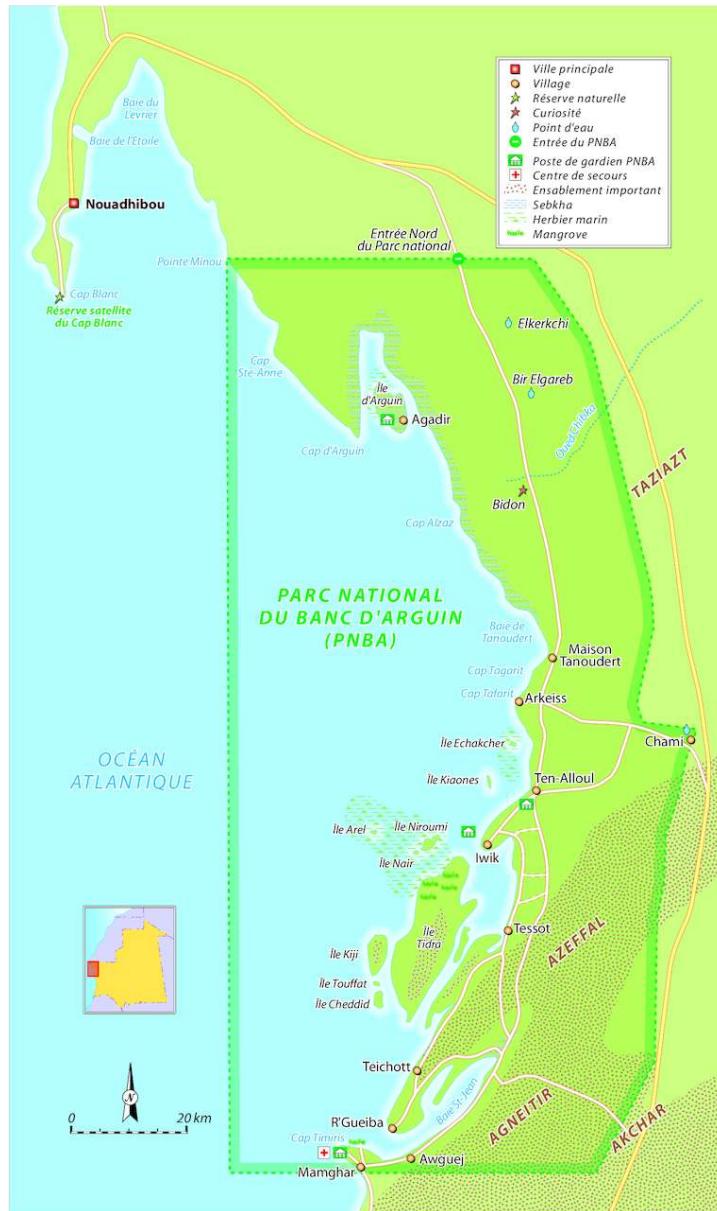 Ville principale
Village
Réserve naturelle
Curiosité
Point d'eau
Entrée du PNBA
Poste de gardien PNBA
Centre de secours
Ensablement important
Sebkha
Herbier marin
Mangrove
Baie du
Levrier
Baie de l'Etoile
Nouadhibou
Entrée Nord
du Parc national
Pointe Minou
Cap Blanc
Réserve satellite
du Cap Blanc
Elkerkchi
Cap
Ste-Anne
Bir Elgareb
Île
d'Arguin
Agadir
Cap d'Arguin
Oued Chibka
TAZIAZT
Bidon
Cap Alzaz
PARC NATIONAL
DU BANC D'ARGUIN
(PNBA)
Baie de
Tanoudert
Maison
Tanoudert
Cap Tagarit
Cap Tafarit
Arkeiss
Île Echakcher
Chami
OCÉAN
ATLANTIQUE
Île Kiaones
Ten-Alloul
Île Arel
Île Niroumi
Iwik
Île Nair
Île
Tidra
Tessot
AZEFFAL
Île Kiji
Île Touffat
Île Cheddid
Teichott
N
0 20 km
Baie St-Jean
R'Gueiba
AGNEITIR
AKCHAR
Cap Timiris
Awguej
Mamghar